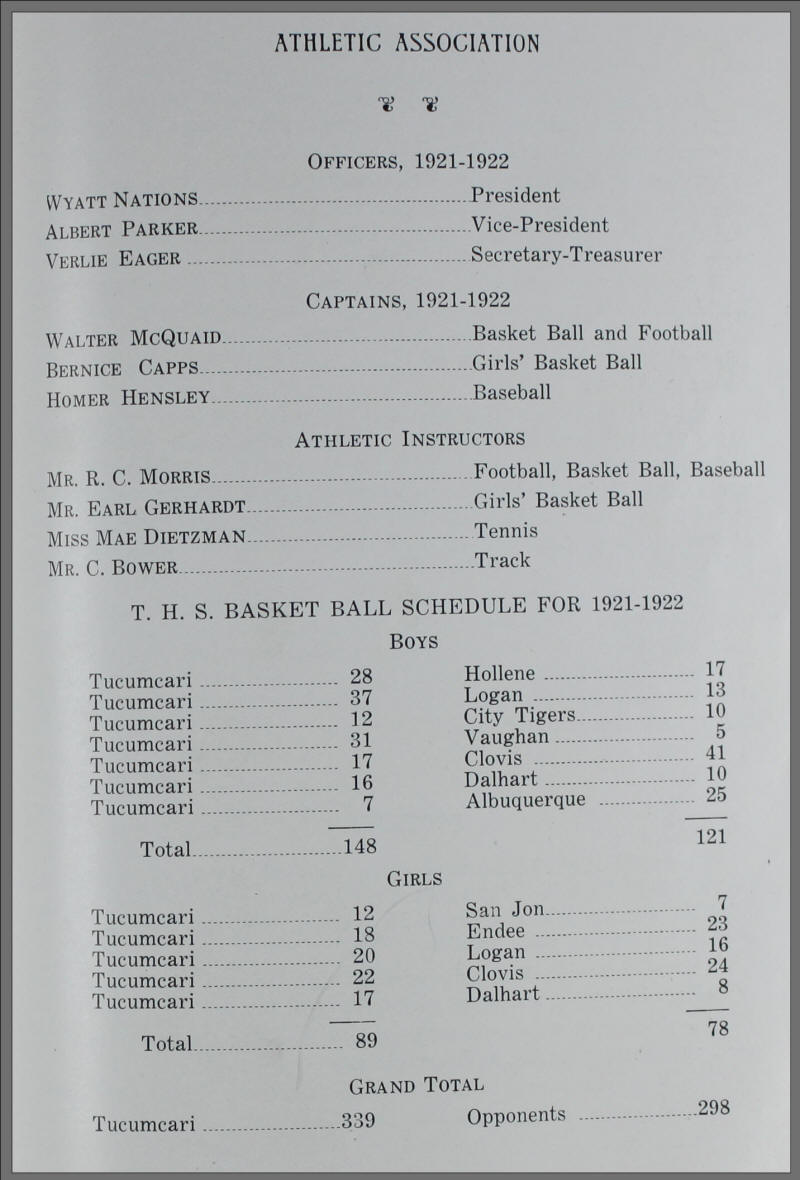 ATHLETIC ASSOCIATION
OFFICERS, 1921-1922
WYATT NATIONS President
ALBERT PARKER Vice-President
VERLIE EAGER Secretary-Treasurer
CAPTAINS, 1921-1922
WALTER MCQUAID Basket Ball and Football
BERNICE CAPPS Girls' Basket Ball
HOMER HENSLEY Baseball
ATHLETIC INSTRUCTORS
MR. R. C. MORRIS Football, Basket Ball, Baseball
MR. EARL GERHARDT Girls' Basket Ball
MISS MAE DIETZMAN Tennis
MR. C. BOWER Track
T. H. S. BASKET BALL SCHEDULE FOR 1921-1922
BOYS
Tucumcari 28 Hollene 17
Tucumcari 37 Logan 13
Tucumcari 12 City Tigers 10
Tucumcari 31 Vaughan 5
Tucumcari 17 Clovis 41
Tucumcari 16 Dalhart 10
Tucumcari 7 Albuquerque 25
Total 148 121
GIRLS
Tucumcari 12 San Jon 7
Tucumcari 18 Endee 23
Tucumcari 20 Logan 16
Tucumcari 22 Clovis 24
Tucumcari 17 Dalhart 8
Total 89 78
GRAND TOTAL
Tucumcari 339 Opponents 298